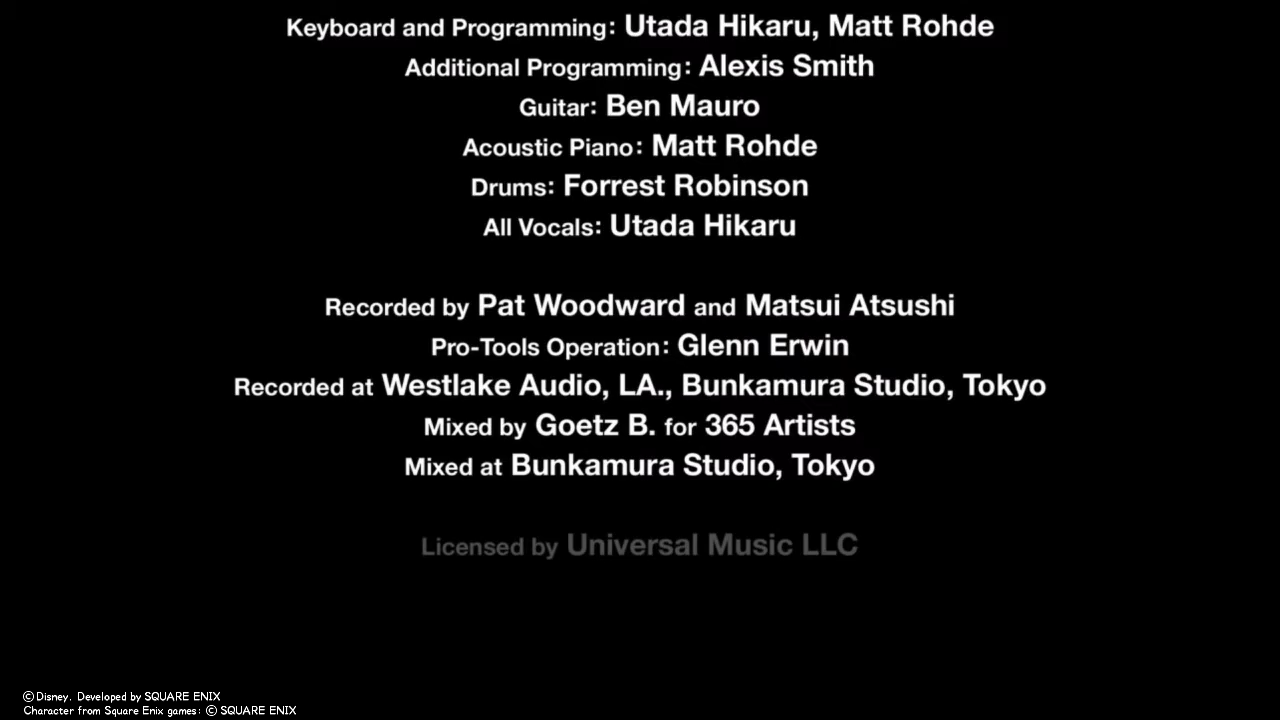 Keyboard and Programming: Utada Hikaru, Matt Rohde
Additional Programming: Alexis Smith
Guitar: Ben Mauro
Acoustic Piano: Matt Rohde
Drums: Forrest Robinson
All Vocals: Utada Hikaru
Recorded by Pat Woodward and Matsui Atsushi
Pro-Tools Operation: Glenn Erwin
Recorded at Westlake Audio, LA., Bunkamura Studio, Tokyo
Mixed by Goetz B. for 365 Artists
Mixed at Bunkamura Studio, Tokyo
Licensed by Universal Music LLC
© Disney. Developed by SQUARE ENIX
Character from Square Enix games: © SQUARE ENIX